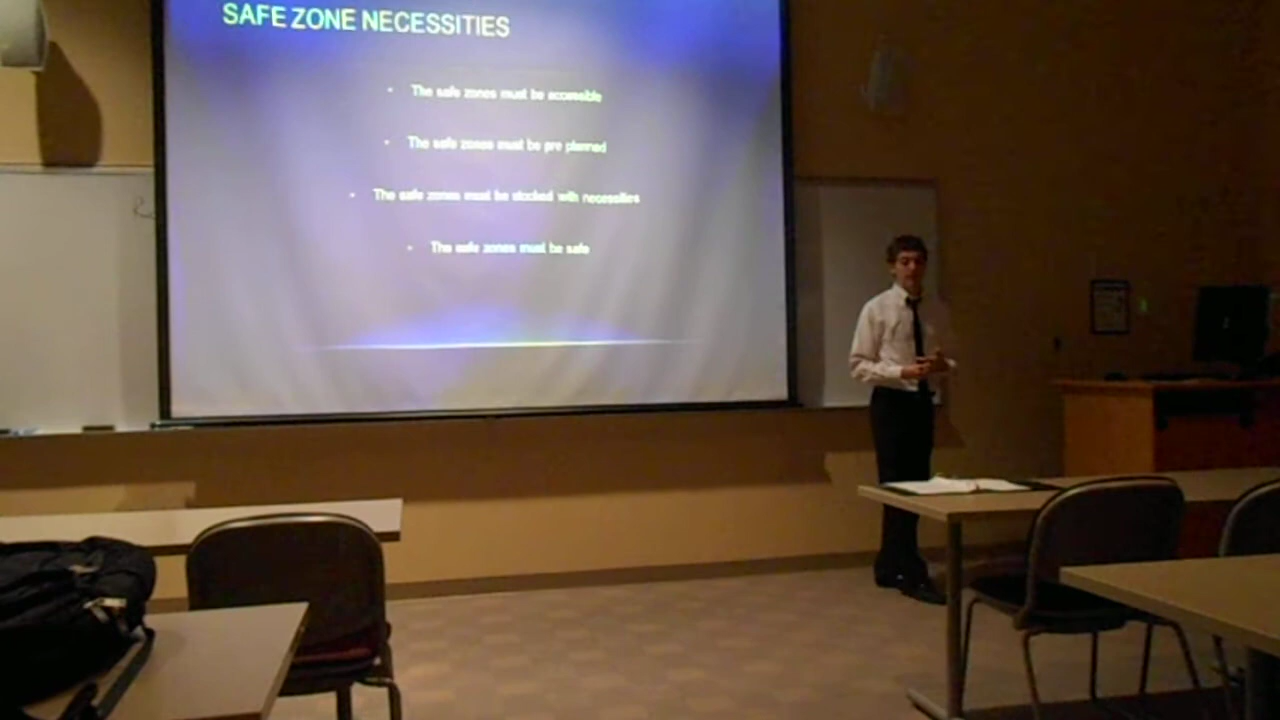 SAFE ZONE NECESSITIES
• The safe zones must be accessible
• The safe zones must be pre planned
• The safe zones must be stocked with necessities
• The safe zones must be safe